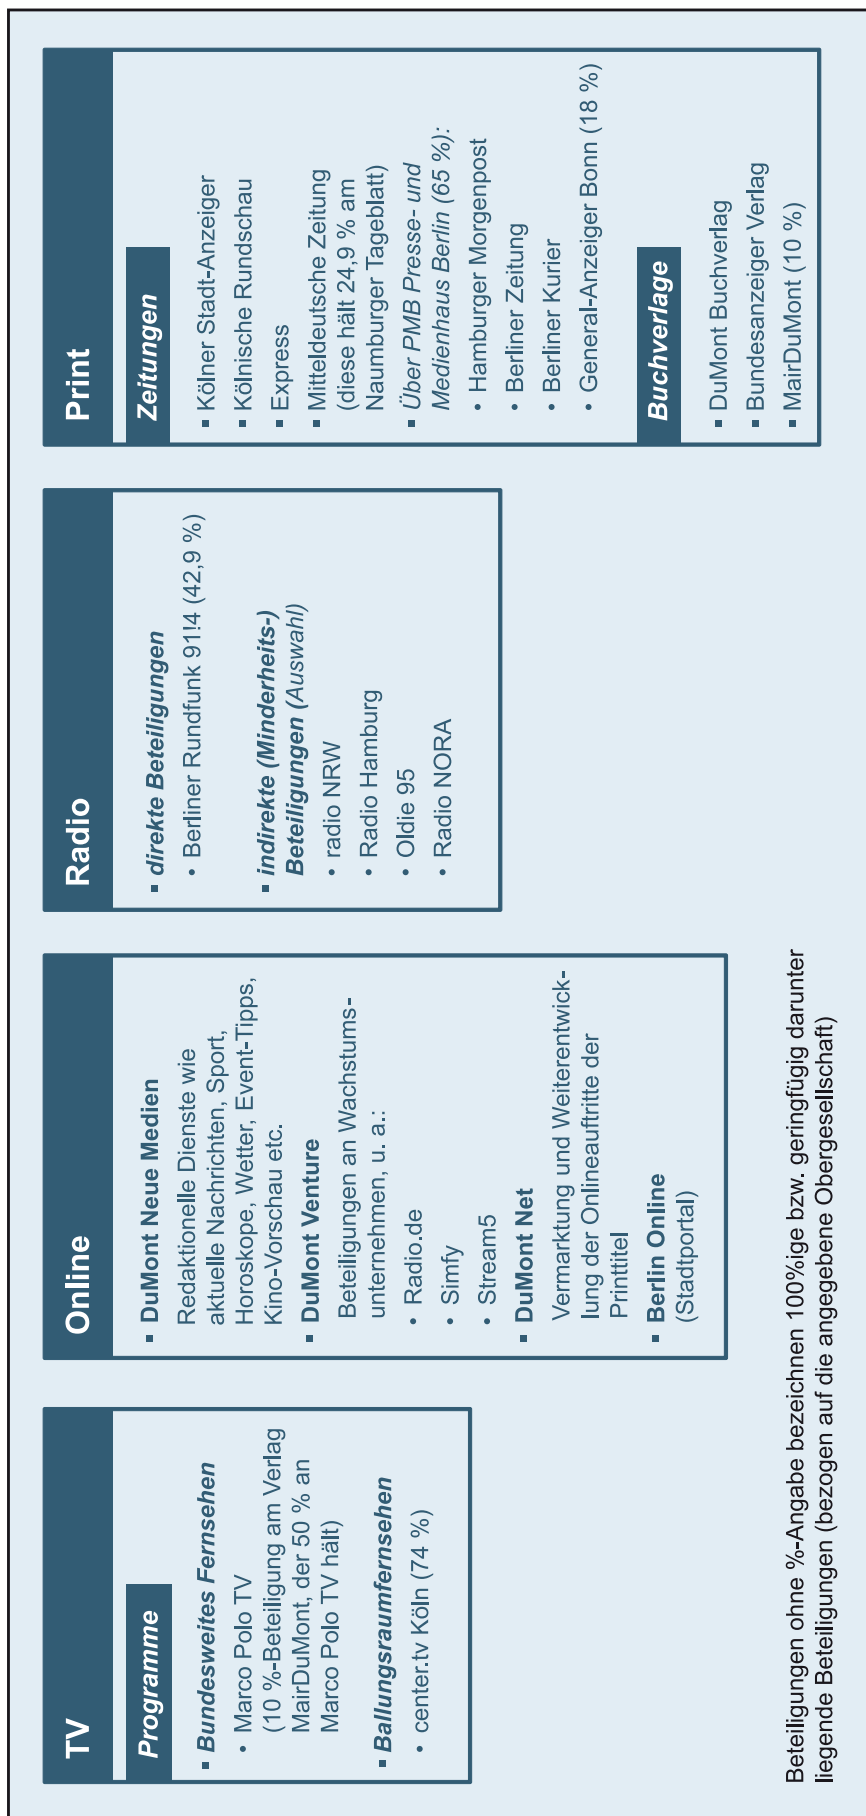 TV
Programme
▪ Bundesweites Fernsehen
• Marco Polo TV
(10 %-Beteiligung am Verlag
MairDuMont, der 50 % an
Marco Polo TV hält)
▪ Ballungsraumfernsehen
• center.tv Köln (74 %)
Online
▪ DuMont Neue Medien
Redaktionelle Dienste wie
aktuelle Nachrichten, Sport,
Horoskope, Wetter, Event-Tipps,
Kino-Vorschau etc.
▪ DuMont Venture
Beteiligungen an Wachstums-
unternehmen, u. a.:
• Radio.de
• Simfy
• Stream5
▪ DuMont Net
Vermarktung und Weiterentwick-
lung der Onlineauftritte der
Printtitel
▪ Berlin Online
(Stadtportal)
Radio
▪ direkte Beteiligungen
• Berliner Rundfunk 91!4 (42,9 %)
▪ indirekte (Minderheits-)
Beteiligungen (Auswahl)
• radio NRW
• Radio Hamburg
• Oldie 95
• Radio NORA
Print
Zeitungen
▪ Kölner Stadt-Anzeiger
▪ Kölnische Rundschau
▪ Express
▪ Mitteldeutsche Zeitung
(diese hält 24,9 % am
Naumburger Tageblatt)
▪ Über PMB Presse- und
Medienhaus Berlin (65 %):
• Hamburger Morgenpost
• Berliner Zeitung
• Berliner Kurier
• General-Anzeiger Bonn (18 %)
Buchverlage
▪ DuMont Buchverlag
▪ Bundesanzeiger Verlag
▪ MairDuMont (10 %)
Beteiligungen ohne %-Angabe bezeichnen 100%ige bzw. geringfügig darunter
liegende Beteiligungen (bezogen auf die angegebene Obergesellschaft)